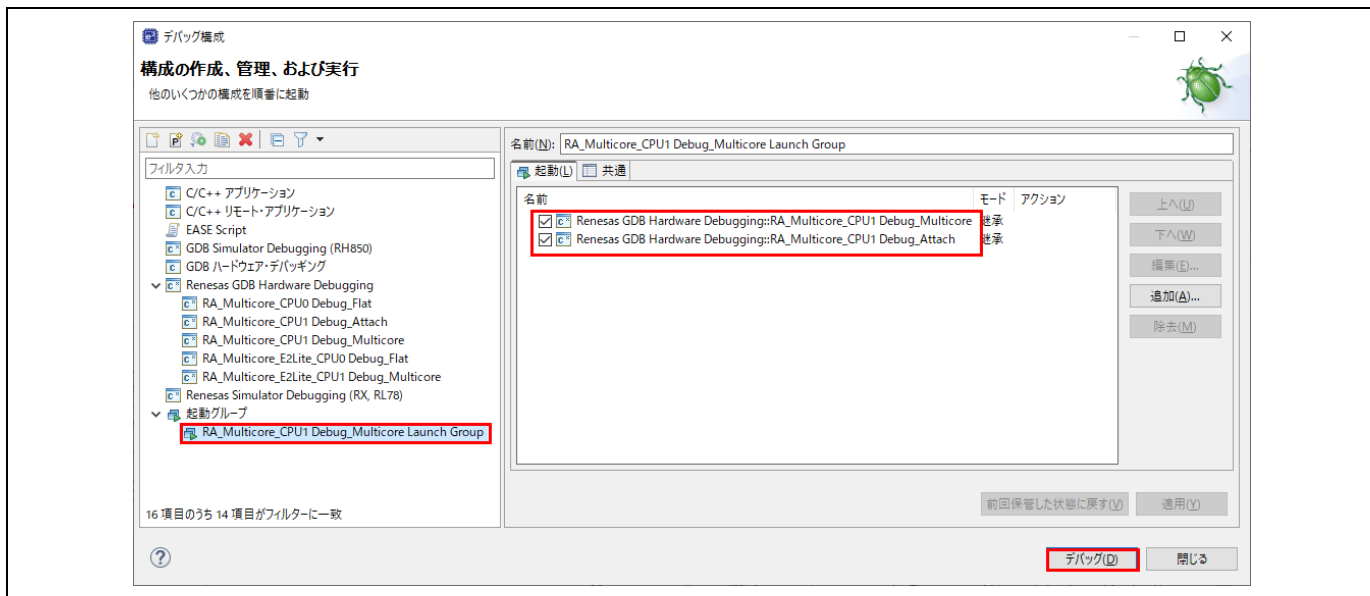 デバッグ構成
構成の作成、管理、および実行
他のいくつかの構成を順番に起動
フィルタ入力
C/C++ アプリケーション
C/C++ リモート・アプリケーション
EASE Script
GDB Simulator Debugging (RH850)
GDB ハードウェア・デバッギング
Renesas GDB Hardware Debugging
RA_Multicore_CPU0 Debug_Flat
RA_Multicore_CPU1 Debug_Attach
RA_Multicore_CPU1 Debug_Multicore
RA_Multicore_E2Lite_CPU0 Debug_Flat
RA_Multicore_E2Lite_CPU1 Debug_Multicore
Renesas Simulator Debugging (RX, RL78)
起動グループ
RA_Multicore_CPU1 Debug_Multicore Launch Group
16 項目のうち 14 項目がフィルターに一致
名前(N): RA_Multicore_CPU1 Debug_Multicore Launch Group
起動(L) 共通
名前 モード アクション
Renesas GDB Hardware Debugging::RA_Multicore_CPU1 Debug_Multicore 継承
Renesas GDB Hardware Debugging::RA_Multicore_CPU1 Debug_Attach 継承
上へ(U)
下へ(W)
編集(E)...
追加(A)...
除去(M)
前回保管した状態に戻す(V) 適用(Y)
デバッグ(D) 閉じる